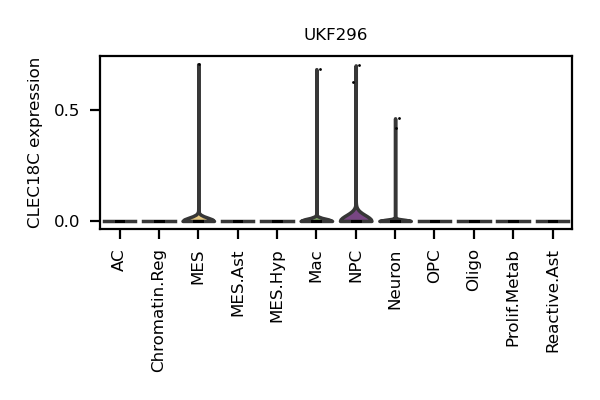 UKF296
CLEC18C expression
0.5
0.0
AC
Chromatin.Reg
MES
MES.Ast
MES.Hyp
Mac
NPC
Neuron
OPC
Oligo
Prolif.Metab
Reactive.Ast